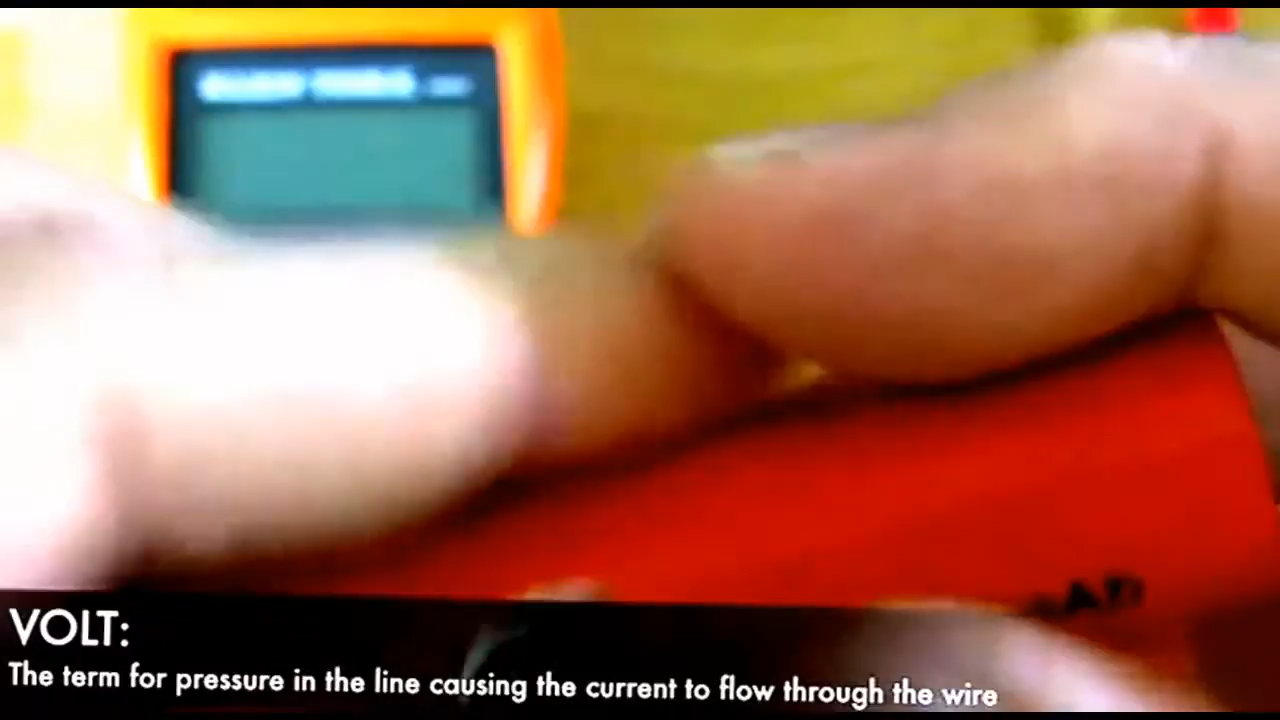 VOLT:
The term for pressure in the line causing the current to flow through the wire